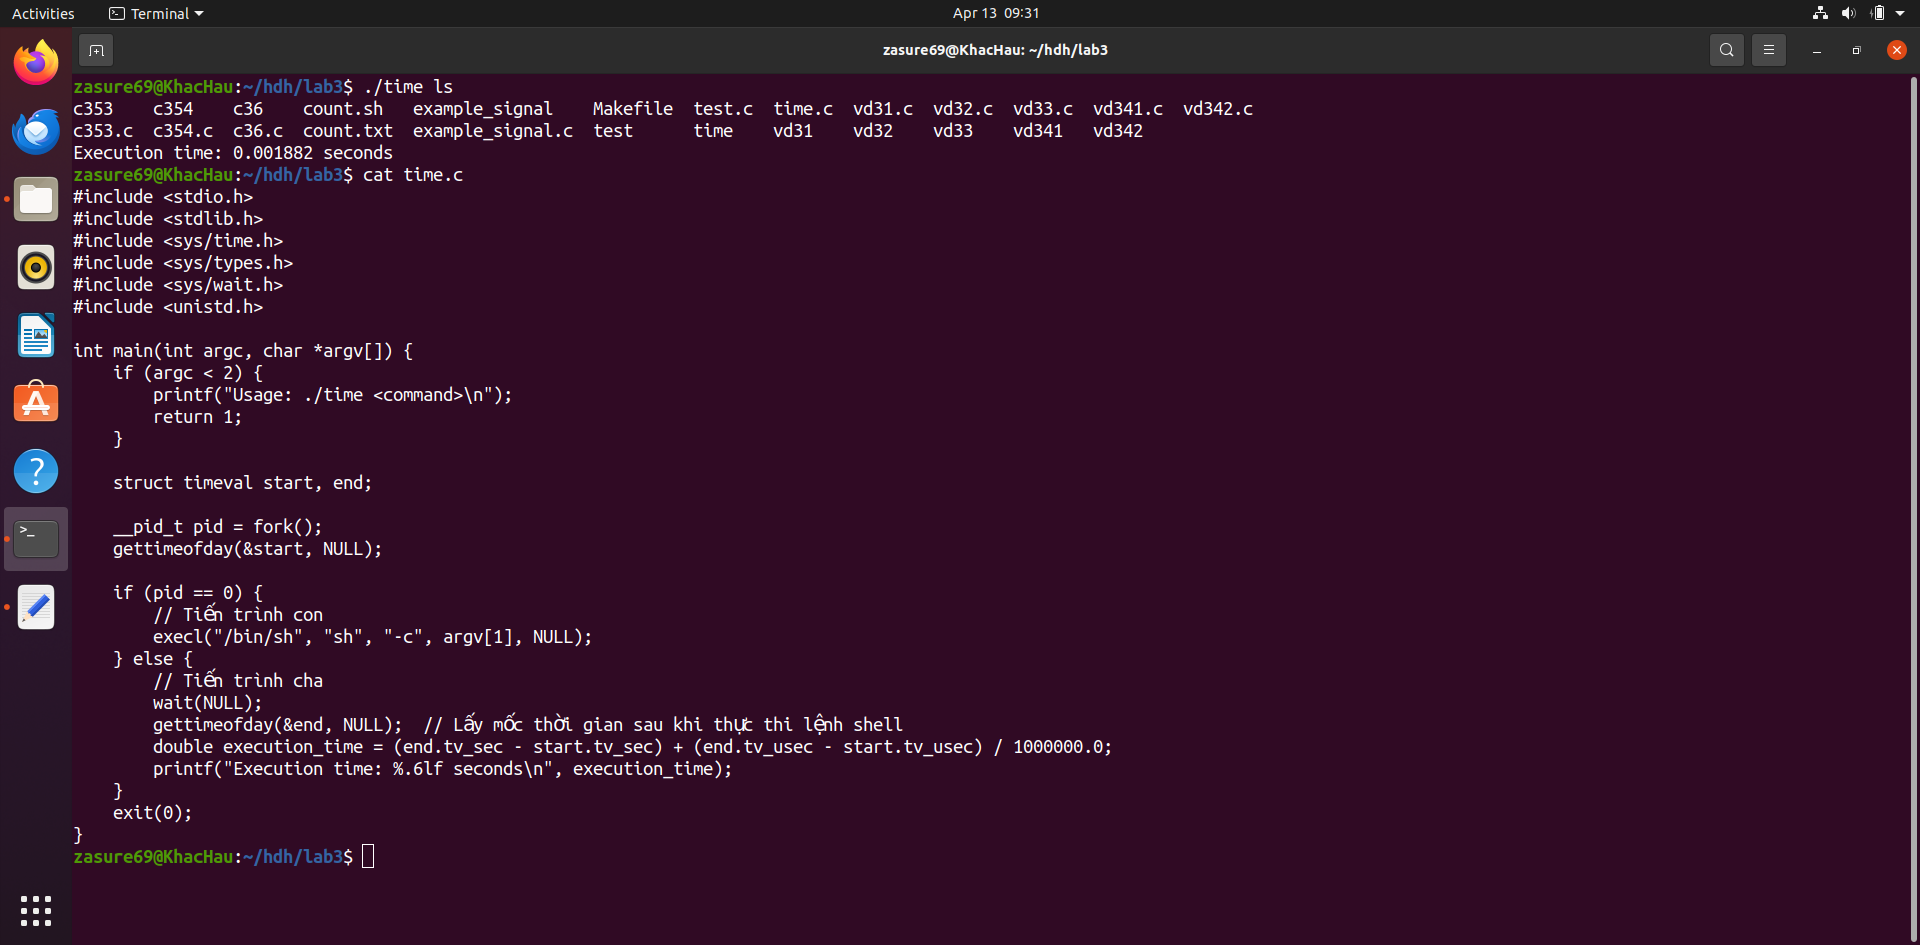 Activities Terminal Apr 13 09:31
zasure69@KhacHau: ~/hdh/lab3
zasure69@KhacHau:~/hdh/lab3$ ./time ls
c353    c354    c36    count.sh   example_signal    Makefile  test.c  time.c  vd31.c  vd32.c  vd33.c  vd341.c  vd342.c
c353.c  c354.c  c36.c  count.txt  example_signal.c  test      time    vd31    vd32    vd33    vd341   vd342
Execution time: 0.001882 seconds
zasure69@KhacHau:~/hdh/lab3$ cat time.c
#include <stdio.h>
#include <stdlib.h>
#include <sys/time.h>
#include <sys/types.h>
#include <sys/wait.h>
#include <unistd.h>

int main(int argc, char *argv[]) {
    if (argc < 2) {
        printf("Usage: ./time <command>\n");
        return 1;
    }

    struct timeval start, end;

    __pid_t pid = fork();
    gettimeofday(&start, NULL);

    if (pid == 0) {
        // Tiến trình con
        execl("/bin/sh", "sh", "-c", argv[1], NULL);
    } else {
        // Tiến trình cha
        wait(NULL);
        gettimeofday(&end, NULL);  // Lấy mốc thời gian sau khi thực thi lệnh shell
        double execution_time = (end.tv_sec - start.tv_sec) + (end.tv_usec - start.tv_usec) / 1000000.0;
        printf("Execution time: %.6lf seconds\n", execution_time);
    }
    exit(0);
}
zasure69@KhacHau:~/hdh/lab3$